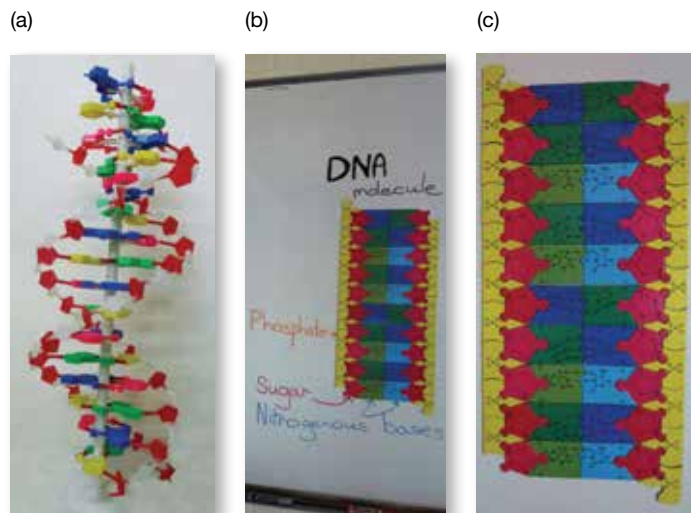 (a)
(b)
(c)
DNA
molecule
Phosphate
Sugar
Nitrogenous bases